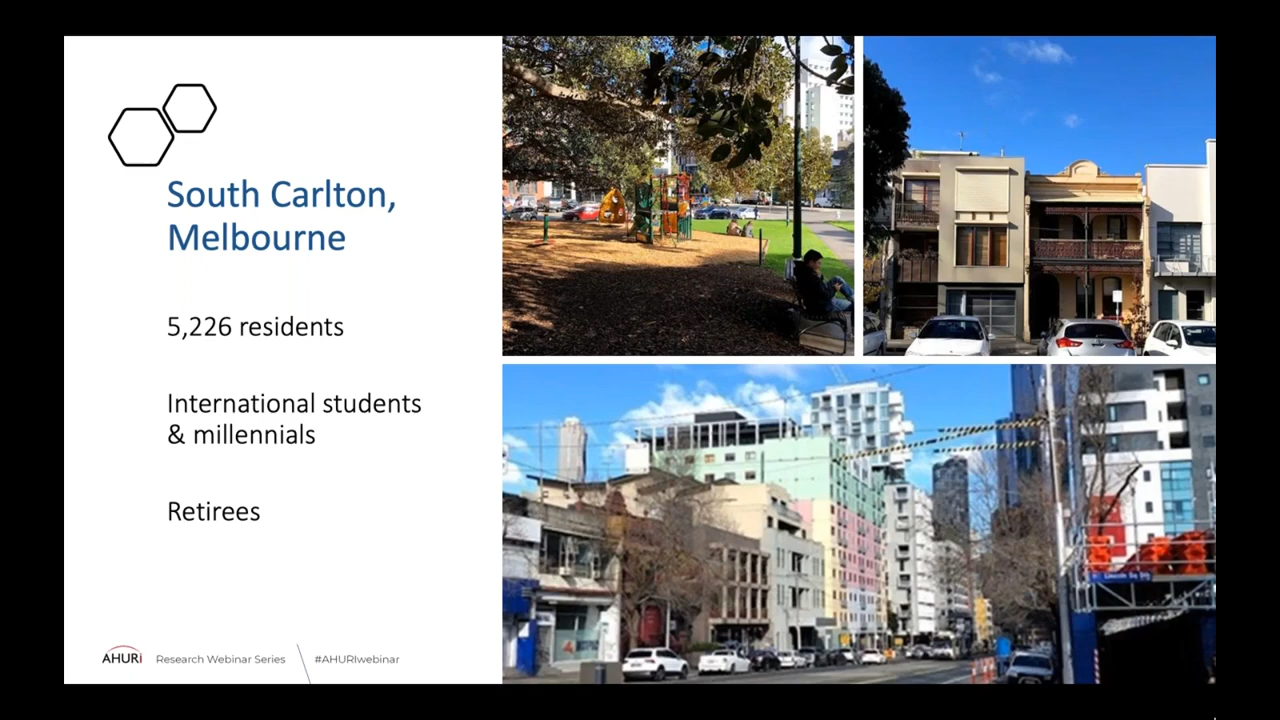 South Carlton,
Melbourne
5,226 residents
International students
& millennials
Retirees
AHURI Research Webinar Series #AHURIwebinar